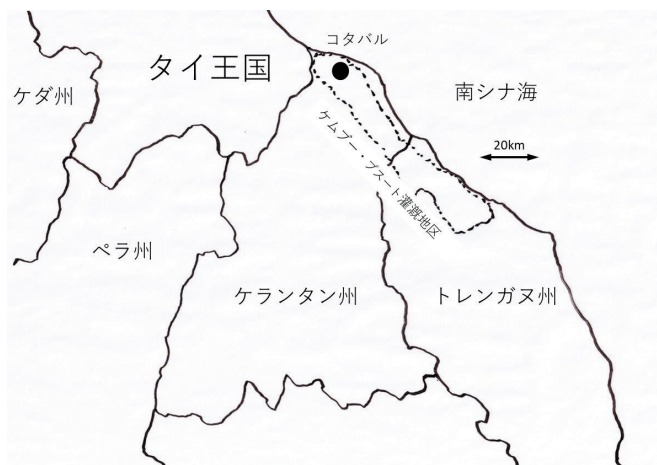 コタバル
タイ王国
ケダ州
南シナ海
20km
ケムブー・ブスート灌漑地区
ペラ州
ケランタン州
トレンガヌ州